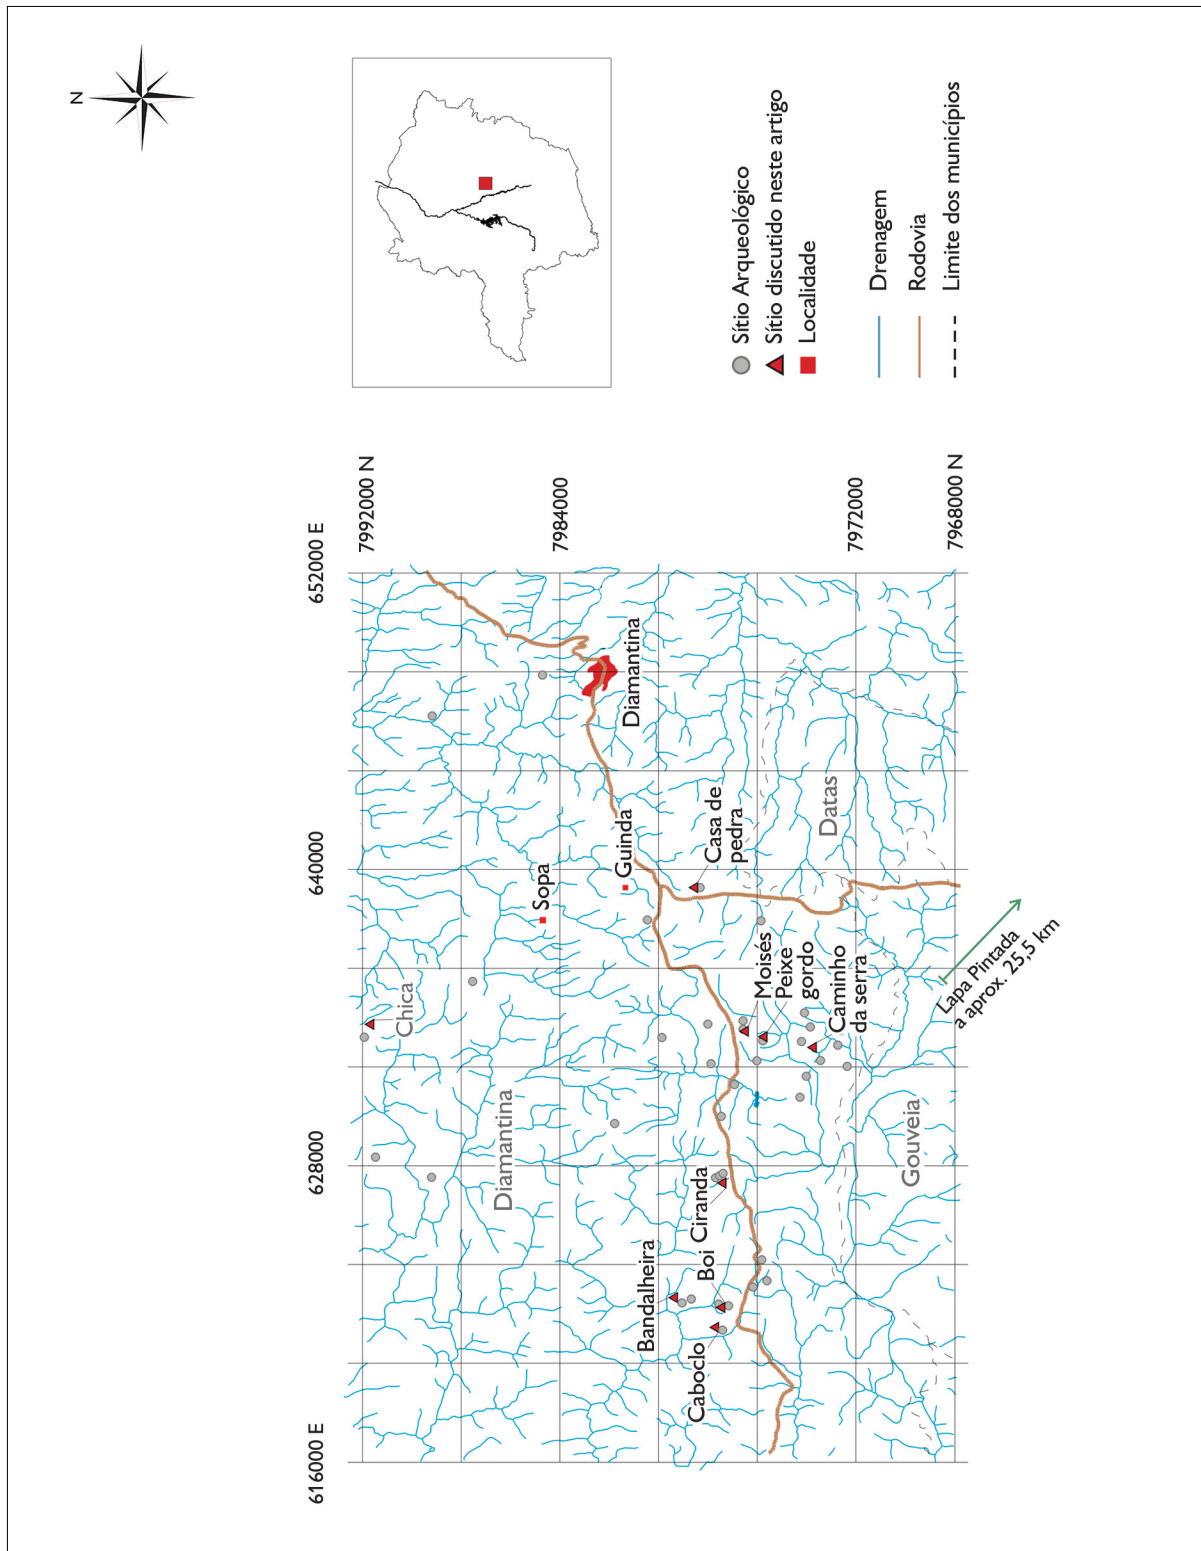 N
Sítio Arqueológico
Sítio discutido neste artigo
Localidade
Drenagem
Rodovia
Limite dos municípios
616000 E
628000
640000
652000 E
7992000 N
7984000
7972000
7968000 N
Chica
Diamantina
Sopa
Guinda
Diamantina
Casa de
pedra
Datas
Moisés
Peixe
gordo
Caminho
da serra
Bandalheira
Boi
Ciranda
Caboclo
Gouveia
Lapa Pintada
a aprox. 25,5 km